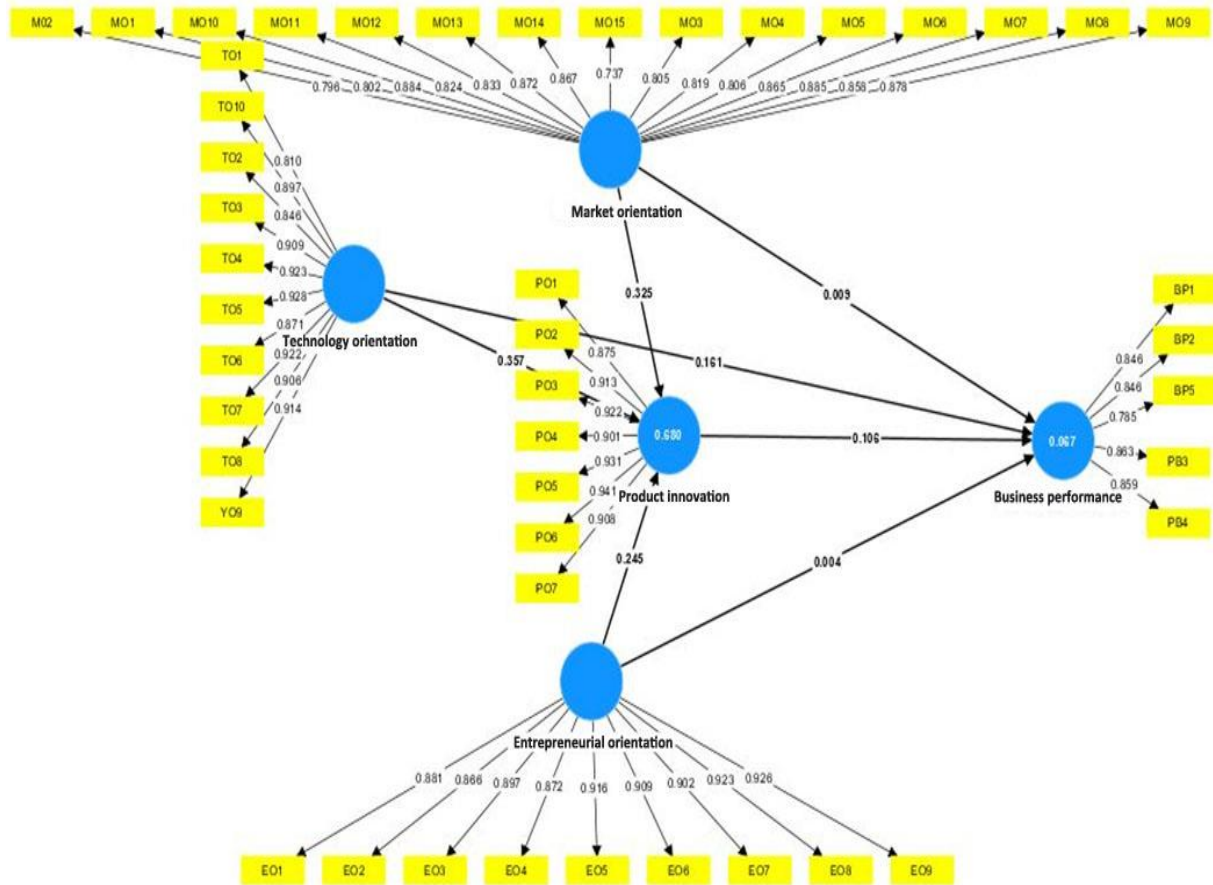 M02 MO1 MO10 MO11 MO12 MO13 MO14 MO15 MO3 MO4 MO5 MO6 MO7 MO8 MO9
0.796 0.802 0.884 0.824 0.833 0.872 0.867 0.737 0.805 0.819 0.806 0.865 0.885 0.858 0.878
Market orientation
TO1
TO10
TO2
TO3
TO4
TO5
TO6
TO7
TO8
YO9
0.810
0.897
0.846
0.909
0.923
0.928
0.871
0.922
0.906
0.914
Technology orientation
0.325
0.009
0.357
0.161
PO1
PO2
PO3
PO4
PO5
PO6
PO7
0.875
0.913
0.922
0.901
0.931
0.941
0.908
0.680
Product innovation
0.106
0.067
Business performance
BP1
BP2
BP5
PB3
PB4
0.846
0.846
0.785
0.863
0.859
0.245
0.004
Entrepreneurial orientation
0.881 0.866 0.897 0.872 0.916 0.909 0.902 0.923 0.926
EO1 EO2 EO3 EO4 EO5 EO6 EO7 EO8 EO9